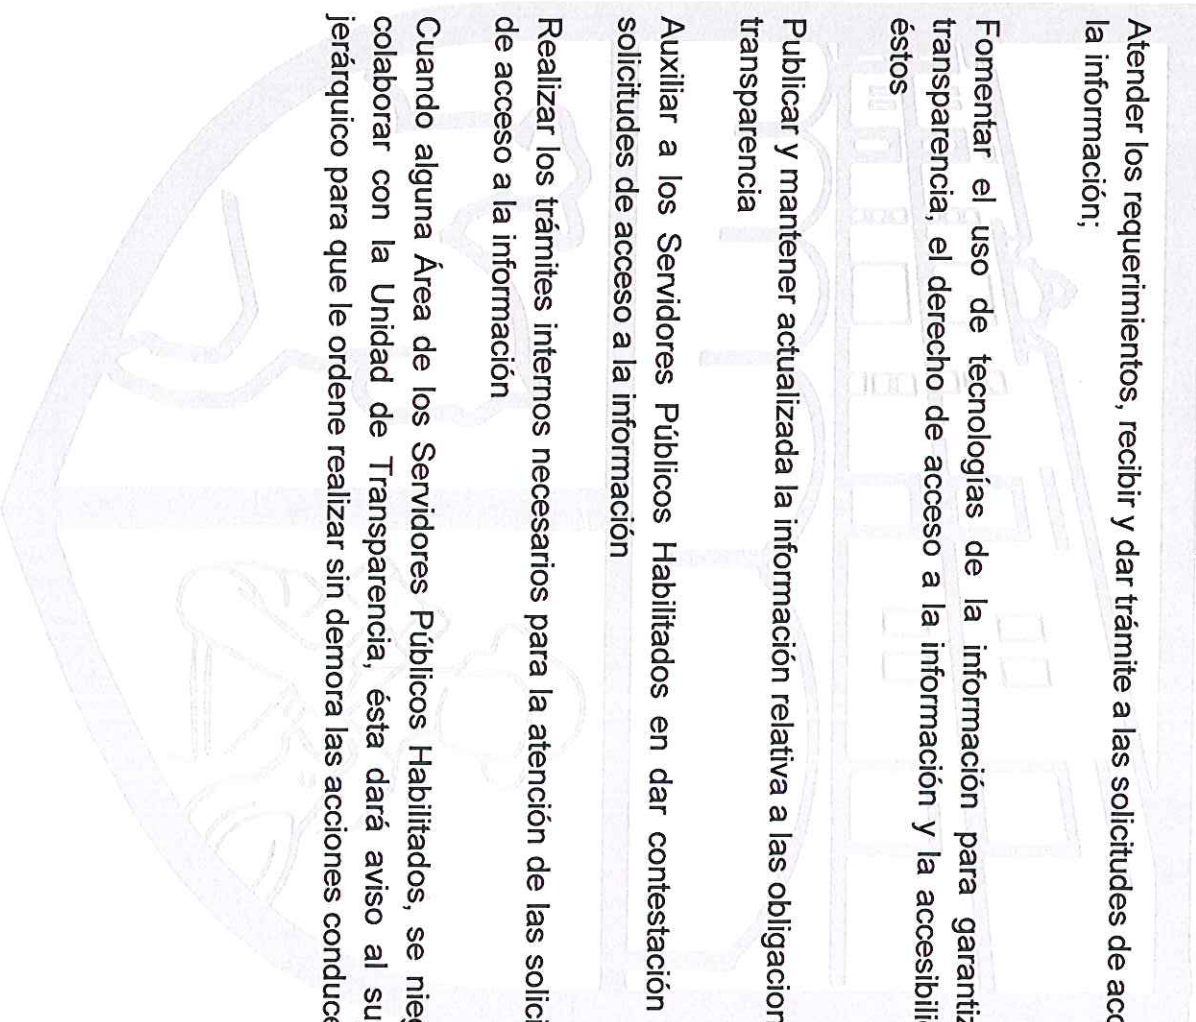 Atender los requerimientos, recibir y dar trámite a las solicitudes de acc
la información;
Fomentar el uso de tecnologías de la información para garantiz
transparencia, el derecho de acceso a la información y la accesibili
éstos
Publicar y mantener actualizada la información relativa a las obligacion
transparencia
Auxiliar a los Servidores Públicos Habilitados en dar contestación
solicitudes de acceso a la información
Realizar los trámites internos necesarios para la atención de las solici
de acceso a la información
Cuando alguna Área de los Servidores Públicos Habilitados, se nieg
colaborar con la Unidad de Transparencia, ésta dará aviso al su
jerárquico para que le ordene realizar sin demora las acciones conduce